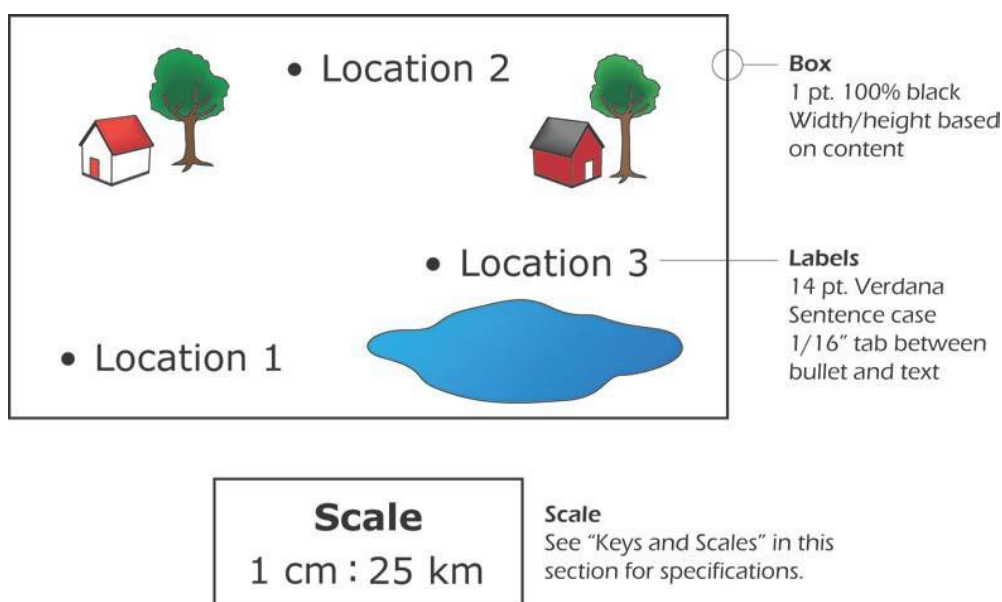 • Location 2
Box
1 pt. 100% black
Width/height based
on content
• Location 3
Labels
14 pt. Verdana
Sentence case
1/16” tab between
bullet and text
• Location 1
Scale
1 cm : 25 km
Scale
See “Keys and Scales” in this
section for specifications.